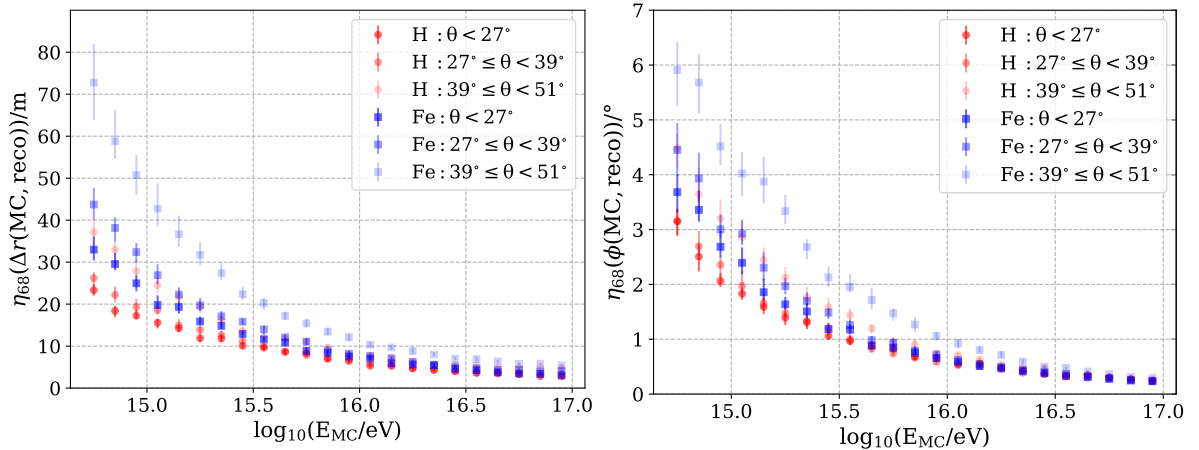 η68(Δr(MC, reco))/m
90
80
70
60
50
40
30
20
10
0
H : θ < 27°
H : 27° ≤ θ < 39°
H : 39° ≤ θ < 51°
Fe : θ < 27°
Fe : 27° ≤ θ < 39°
Fe : 39° ≤ θ < 51°
15.0 15.5 16.0 16.5 17.0
log10(EMC/eV)
η68(ϕ(MC, reco))/°
7
6
5
4
3
2
1
0
H : θ < 27°
H : 27° ≤ θ < 39°
H : 39° ≤ θ < 51°
Fe : θ < 27°
Fe : 27° ≤ θ < 39°
Fe : 39° ≤ θ < 51°
15.0 15.5 16.0 16.5 17.0
log10(EMC/eV)